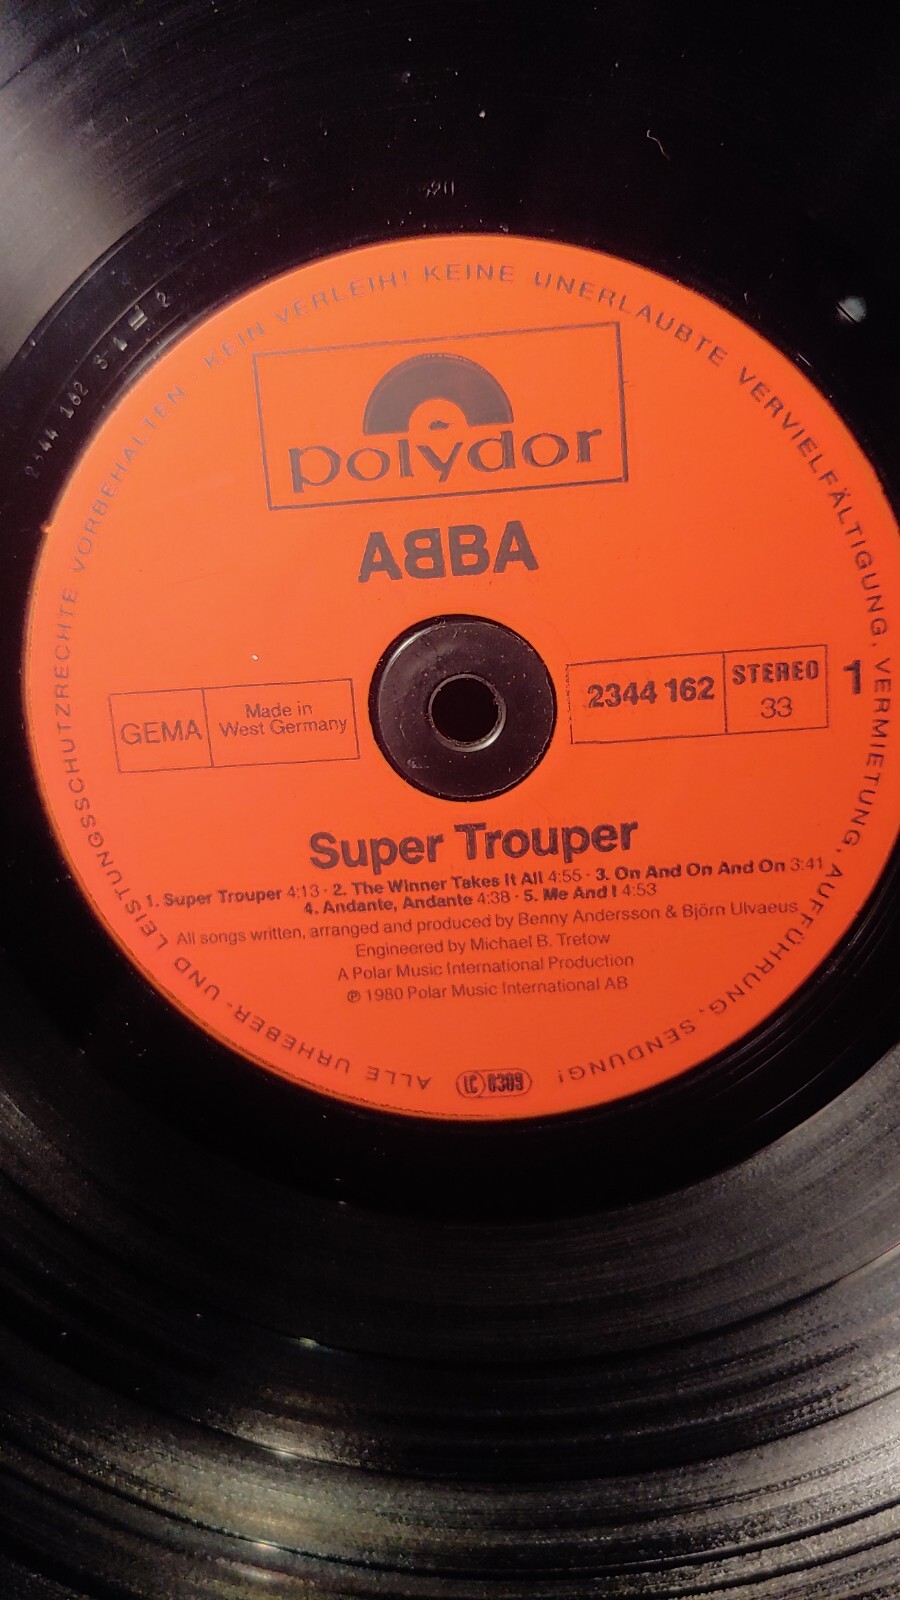 2344 162 S 1 2
ALLE URHEBER- UND LEISTUNGSSCHUTZRECHTE VORBEHALTEN · KEIN VERLEIH! KEINE UNERLAUBTE VERVIELFÄLTIGUNG, VERMIETUNG, AUFFÜHRUNG, SENDUNG!
polydor
ABBA
GEMA
Made in
West Germany
2344 162
STEREO
33
1
Super Trouper
1. Super Trouper 4:13 · 2. The Winner Takes It All 4:55 · 3. On And On And On 3:41
4. Andante, Andante 4:38 · 5. Me And I 4:53
All songs written, arranged and produced by Benny Andersson & Björn Ulvaeus
Engineered by Michael B. Tretow
A Polar Music International Production
℗ 1980 Polar Music International AB
LC 0309